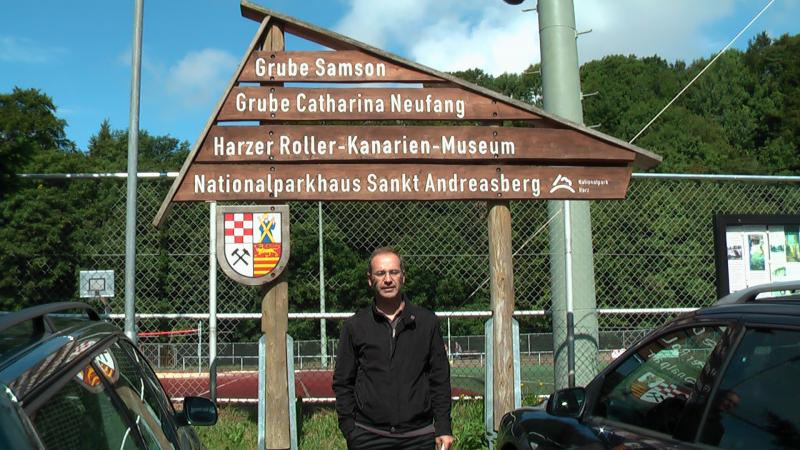 Grube Samson
Grube Catharina Neufang
Harzer Roller-Kanarien-Museum
Nationalparkhaus Sankt Andreasberg
Nationalpark
Harz